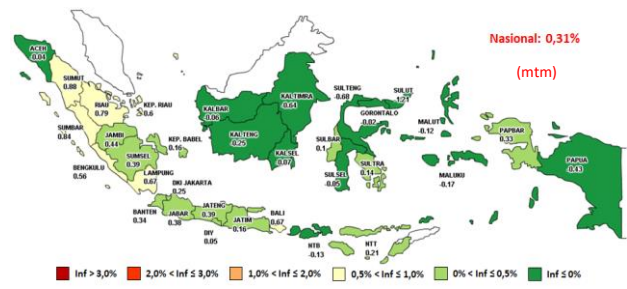 Nasional: 0,31%
(mtm)
ACEH
0.04
SUMUT
0.88
RIAU
0.79
KEP. RIAU
0.6
SUMBAR
0.84
JAMBI
0.44
KEP. BABEL
0.16
SUMSEL
0.39
BENGKULU
0.56
LAMPUNG
0.67
DKI JAKARTA
0.25
BANTEN
0.34
JABAR
0.38
JATENG
0.39
DIY
0.05
JATIM
0.16
BALI
0.67
NTB
-0.13
NTT
0.21
KALBAR
0.06
KALTENG
0.25
KALTIMRA
0.64
KALSEL
0.07
SULTENG
-0.68
SULUT
1.21
GORONTALO
-0.02
SULBAR
0.1
SULTRA
0.14
SULSEL
-0.05
MALUT
-0.12
MALUKU
-0.17
PAPBAR
0.33
PAPUA
0.43
Inf > 3,0%
2,0% < Inf ≤ 3,0%
1,0% < Inf ≤ 2,0%
0,5% < Inf ≤ 1,0%
0% < Inf ≤ 0,5%
Inf ≤ 0%